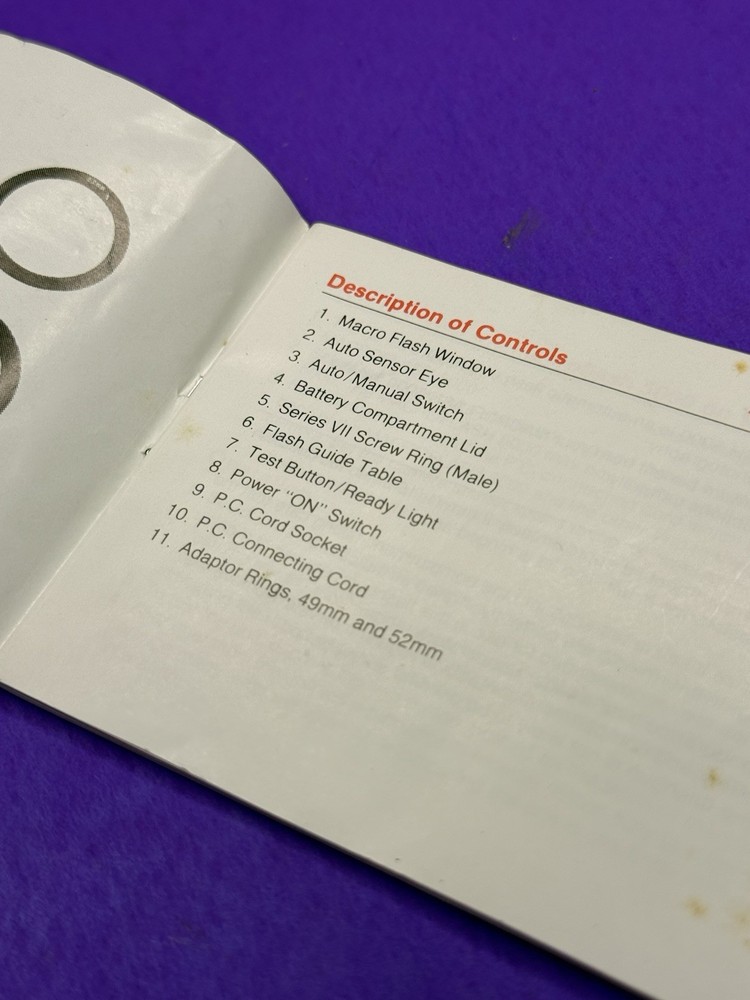 Description of Controls
1. Macro Flash Window
2. Auto Sensor Eye
3. Auto/Manual Switch
4. Battery Compartment Lid
5. Series VII Screw Ring (Male)
6. Flash Guide Table
7. Test Button/Ready Light
8. Power "ON" Switch
9. P.C. Cord Socket
10. P.C. Connecting Cord
11. Adaptor Rings, 49mm and 52mm